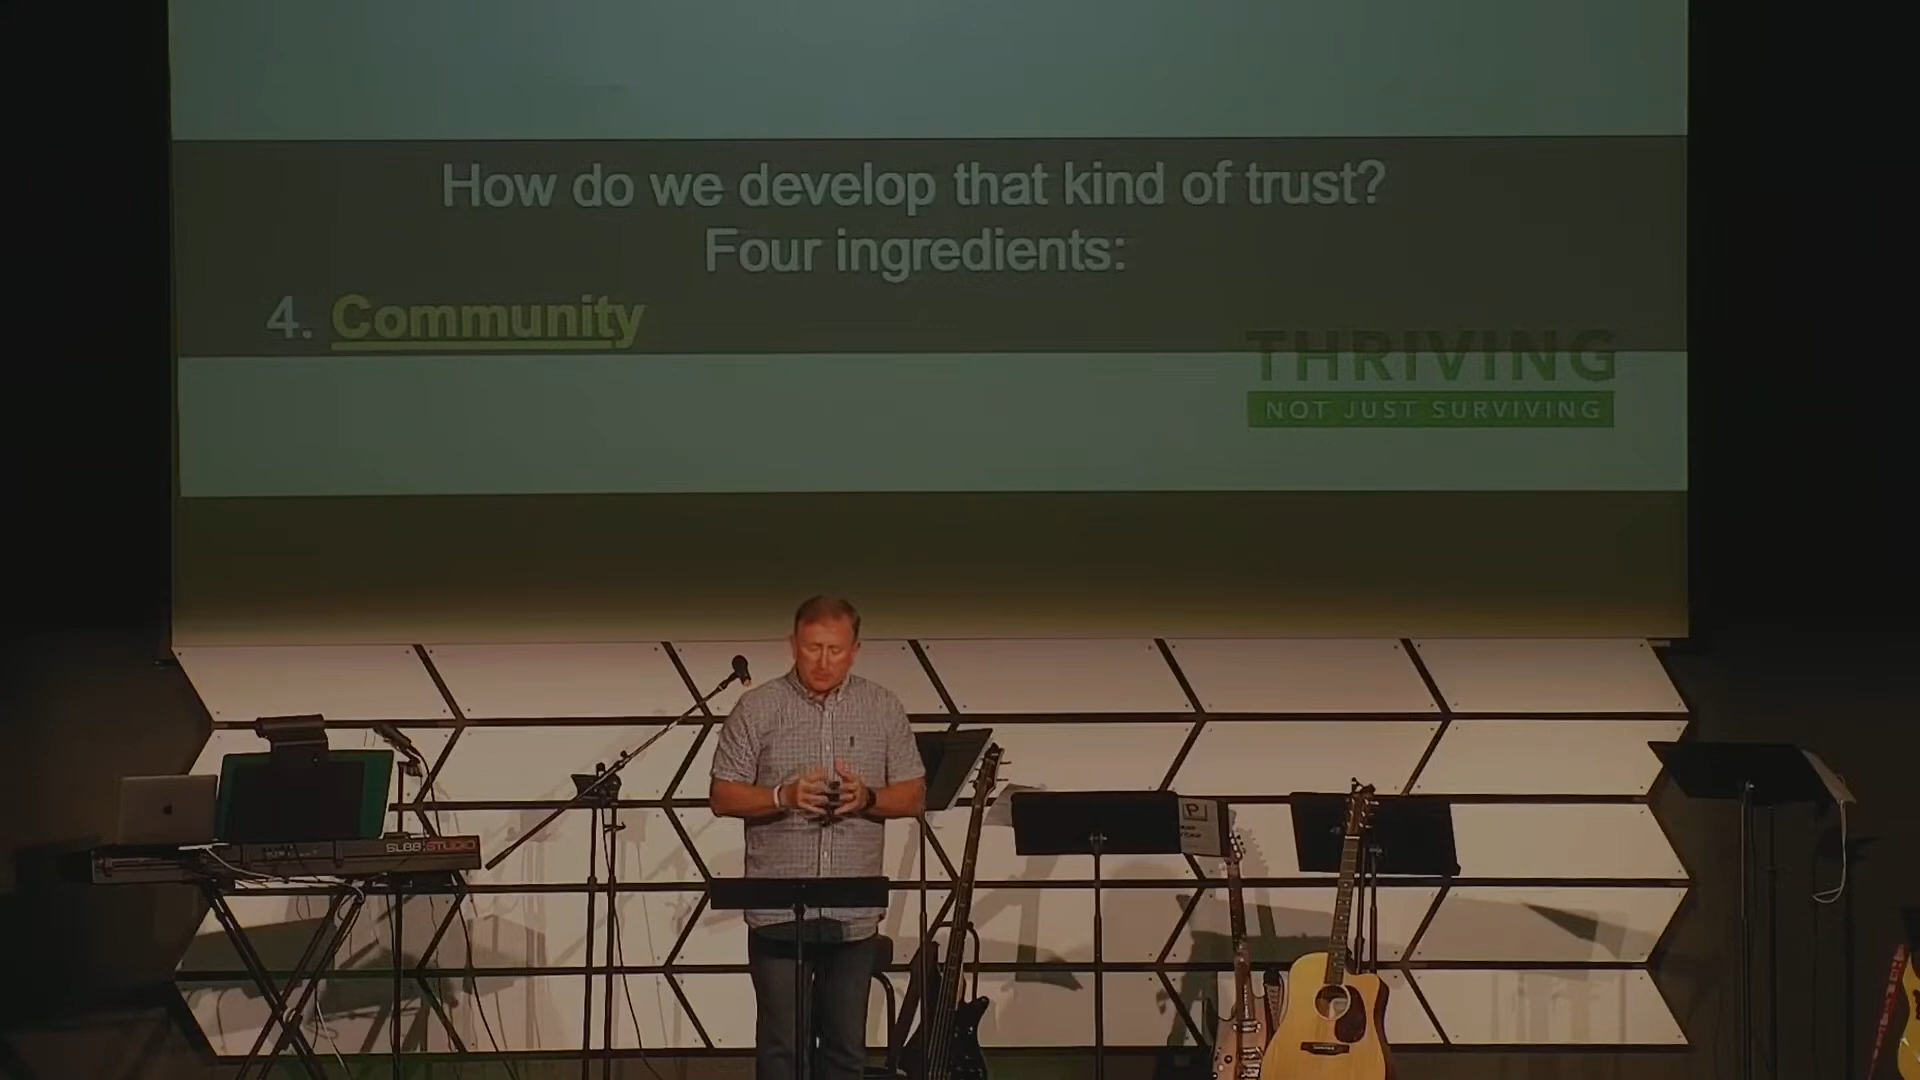 How do we develop that kind of trust?
Four ingredients:
4. Community
THRIVING
NOT JUST SURVIVING
SL88 STUDIO
P